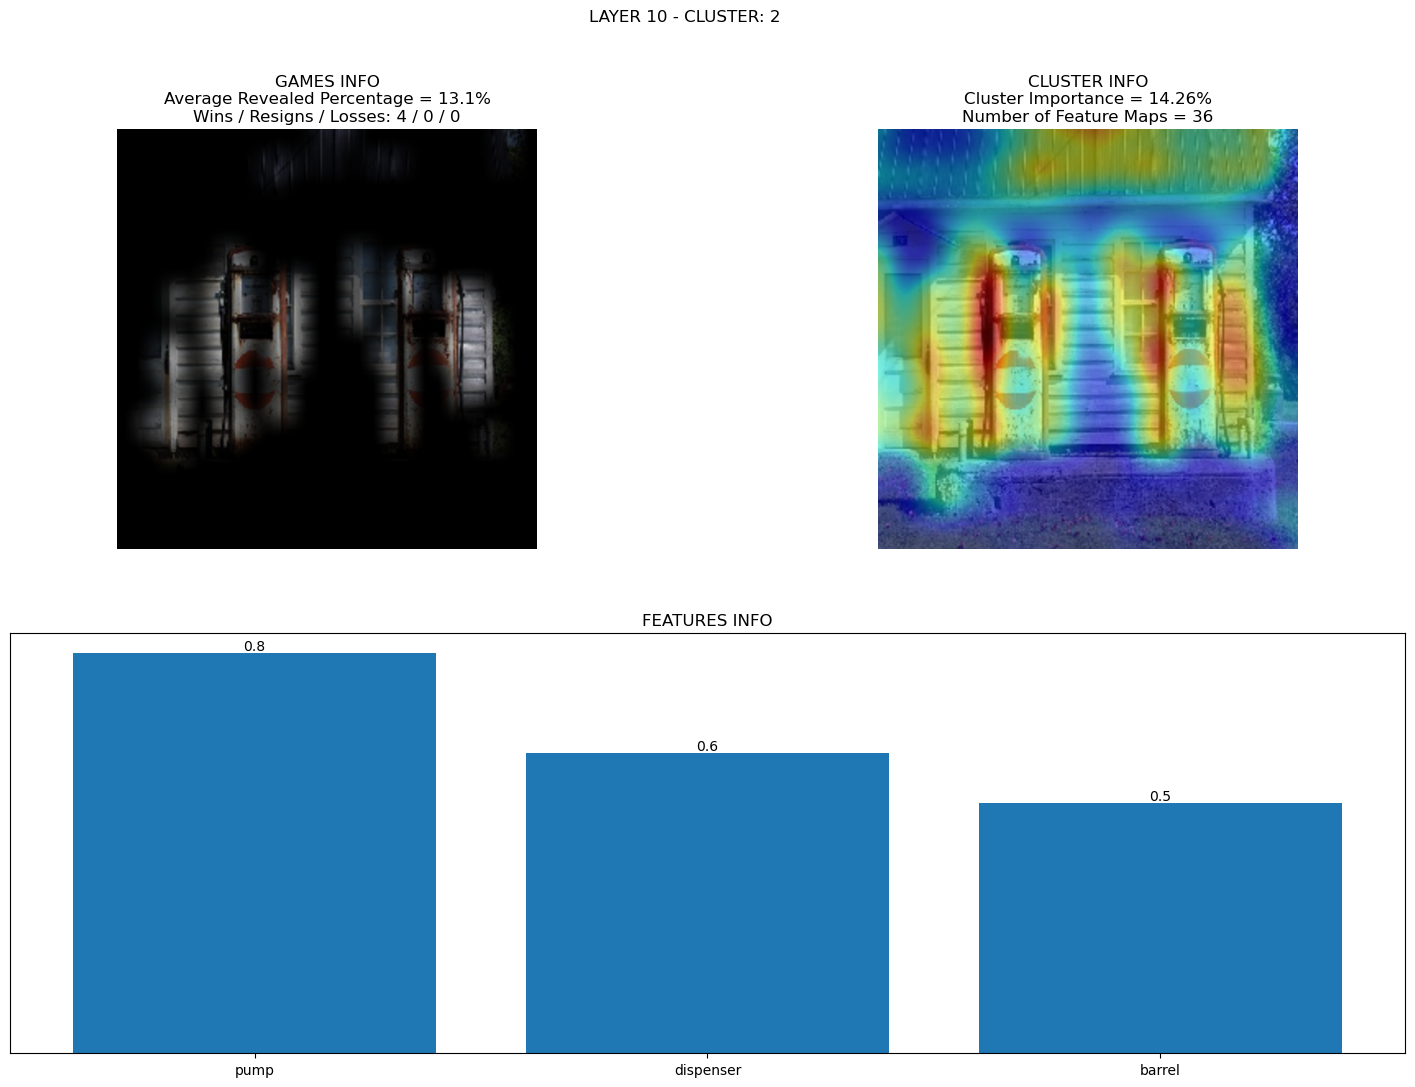 LAYER 10 - CLUSTER: 2
GAMES INFO
Average Revealed Percentage = 13.1%
Wins / Resigns / Losses: 4 / 0 / 0
CLUSTER INFO
Cluster Importance = 14.26%
Number of Feature Maps = 36
FEATURES INFO
0.8
0.6
0.5
pump
dispenser
barrel